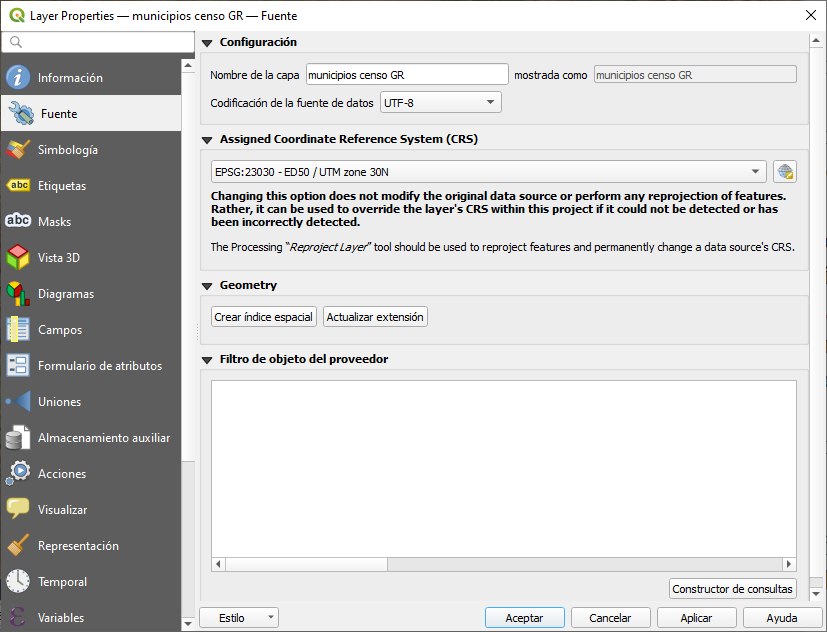 Layer Properties — municipios censo GR — Fuente
Información
Fuente
Simbología
abc Etiquetas
abc Masks
Vista 3D
Diagramas
Campos
Formulario de atributos
Uniones
Almacenamiento auxiliar
Acciones
Visualizar
Representación
Temporal
Variables
Configuración
Nombre de la capa municipios censo GR mostrada como municipios censo GR
Codificación de la fuente de datos UTF-8
Assigned Coordinate Reference System (CRS)
EPSG:23030 - ED50 / UTM zone 30N
Changing this option does not modify the original data source or perform any reprojection of features.
Rather, it can be used to override the layer's CRS within this project if it could not be detected or has
been incorrectly detected.
The Processing “Reproject Layer” tool should be used to reproject features and permanently change a data source's CRS.
Geometry
Crear índice espacial Actualizar extensión
Filtro de objeto del proveedor
Constructor de consultas
Estilo Aceptar Cancelar Aplicar Ayuda